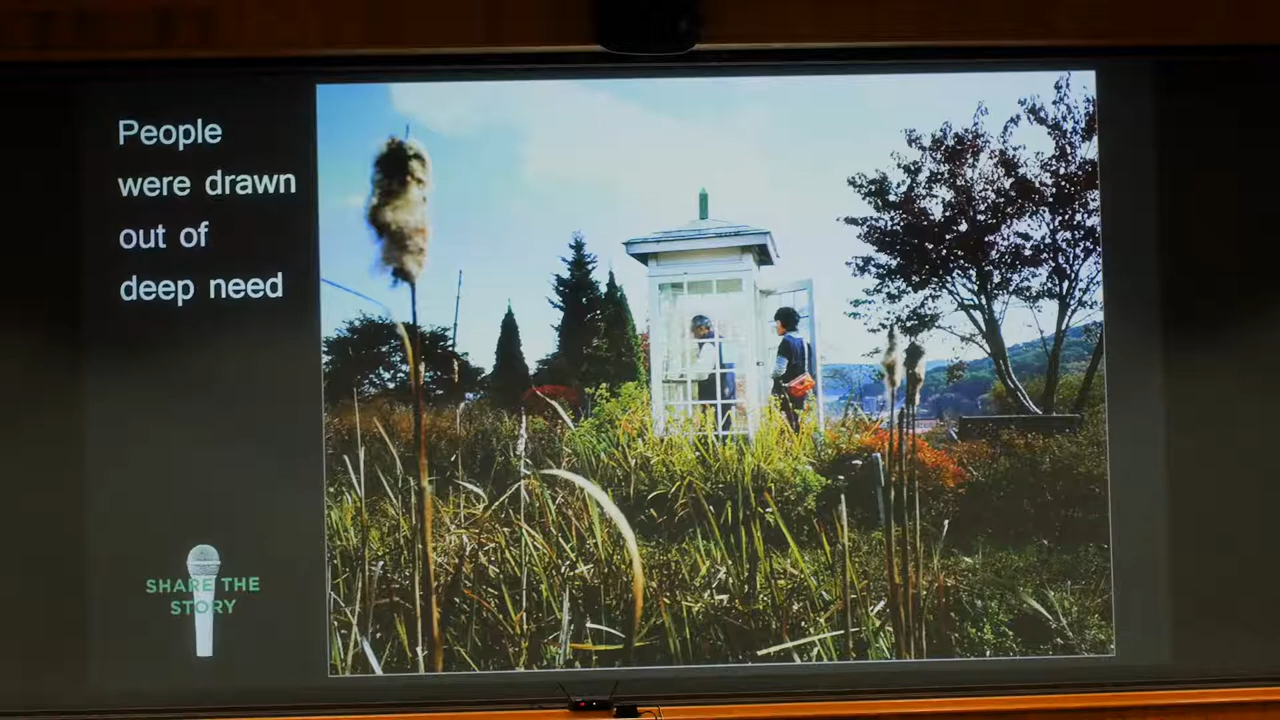 People
were drawn
out of
deep need
SHARE THE
STORY